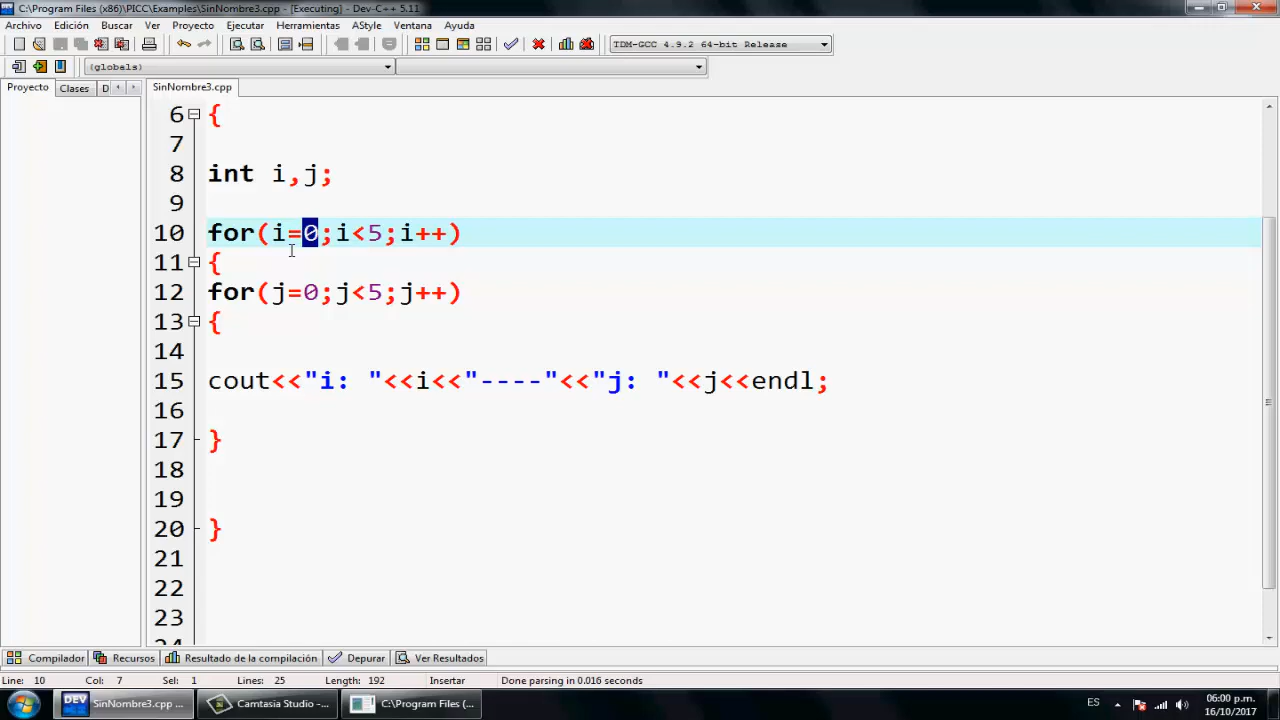 C:\Program Files (x86)\PICC\Examples\SinNombre3.cpp - [Executing] - Dev-C++ 5.11
Archivo Edición Buscar Ver Proyecto Ejecutar Herramientas AStyle Ventana Ayuda
TDM-GCC 4.9.2 64-bit Release
(globals)
Proyecto Clases D SinNombre3.cpp
6 {
7
8 int i,j;
9
10 for(i=0;i<5;i++)
11 {
12 for(j=0;j<5;j++)
13 {
14
15 cout<<"i: "<<i<<"----"<<"j: "<<j<<endl;
16
17 }
18
19
20 }
21
22
23
24
Compilador Recursos Resultado de la compilación Depurar Ver Resultados
Line: 10 Col: 7 Sel: 1 Lines: 25 Length: 192 Insertar Done parsing in 0.016 seconds
DEV SinNombre3.cpp ... Camtasia Studio -... C:\Program Files (... ES 06:00 p.m.
16/10/2017